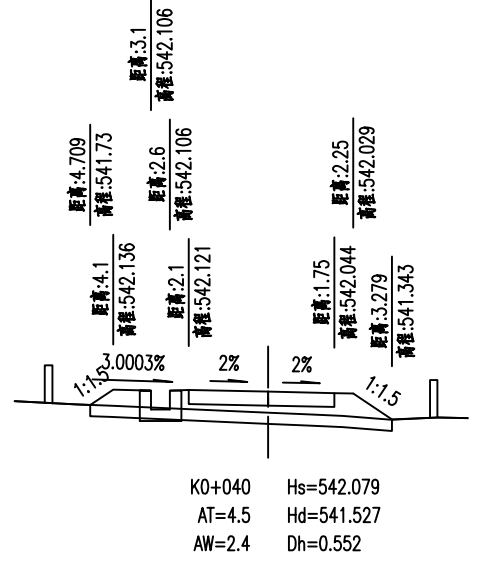 距离:3.1
高程:542.106
距离:4.709
高程:541.73
距离:2.6
高程:542.106
距离:2.25
高程:542.029
距离:4.1
高程:542.136
距离:2.1
高程:542.121
距离:1.75
高程:542.044
距离:3.279
高程:541.343
1:1.5
3.0003%
2%
2%
1:1.5
K0+040 Hs=542.079
AT=4.5 Hd=541.527
AW=2.4 Dh=0.552